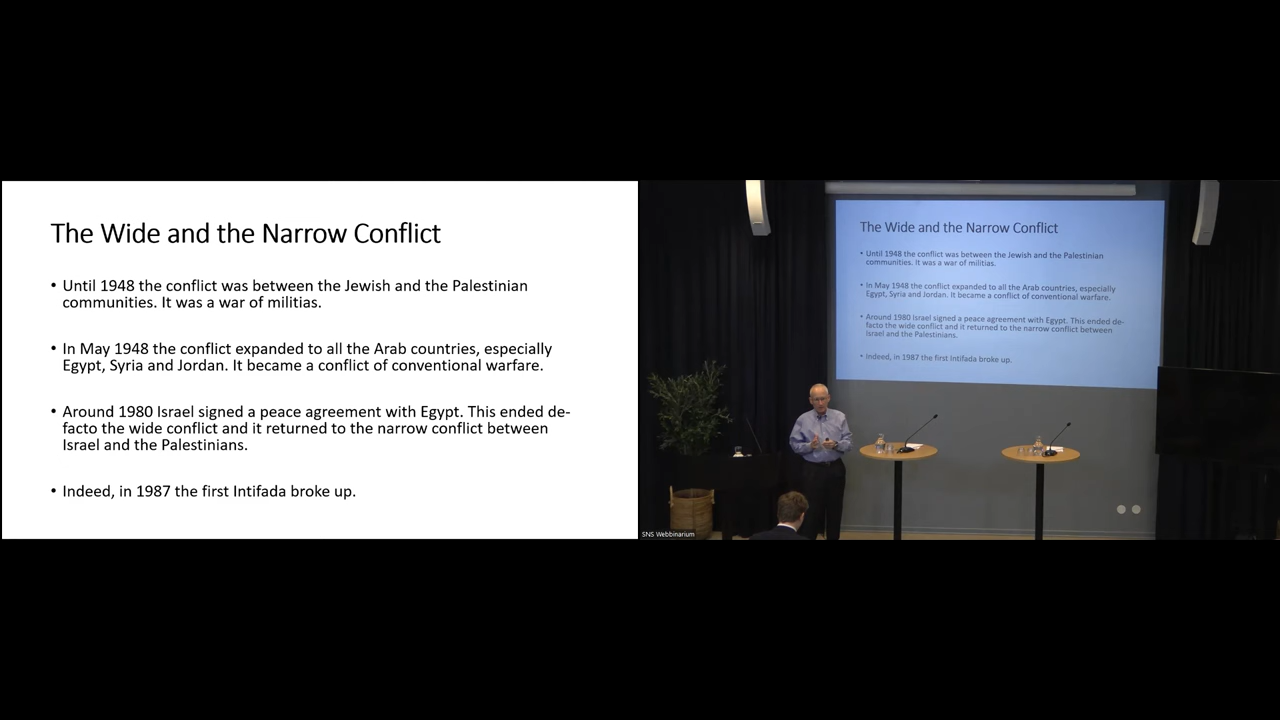 The Wide and the Narrow Conflict
• Until 1948 the conflict was between the Jewish and the Palestinian
communities. It was a war of militias.
• In May 1948 the conflict expanded to all the Arab countries, especially
Egypt, Syria and Jordan. It became a conflict of conventional warfare.
• Around 1980 Israel signed a peace agreement with Egypt. This ended de-
facto the wide conflict and it returned to the narrow conflict between
Israel and the Palestinians.
• Indeed, in 1987 the first Intifada broke up.
The Wide and the Narrow Conflict
• Until 1948 the conflict was between the Jewish and the Palestinian
communities. It was a war of militias.
• In May 1948 the conflict expanded to all the Arab countries, especially
Egypt, Syria and Jordan. It became a conflict of conventional warfare.
• Around 1980 Israel signed a peace agreement with Egypt. This ended de-
facto the wide conflict and it returned to the narrow conflict between
Israel and the Palestinians.
• Indeed, in 1987 the first Intifada broke up.
SNS Webbinarium